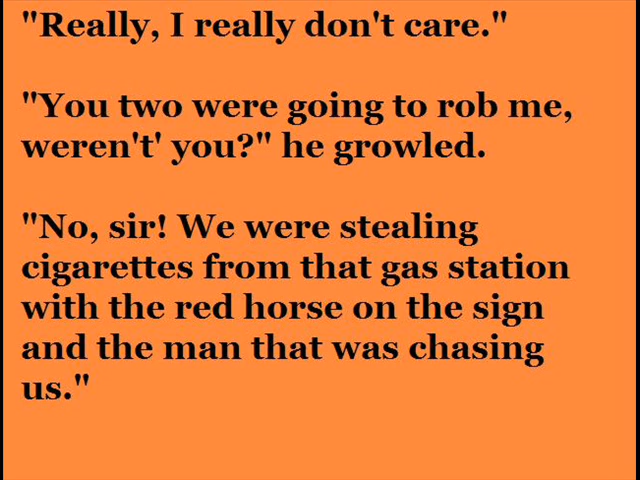 "Really, I really don't care."
"You two were going to rob me,
weren't' you?" he growled.
"No, sir! We were stealing
cigarettes from that gas station
with the red horse on the sign
and the man that was chasing
us."